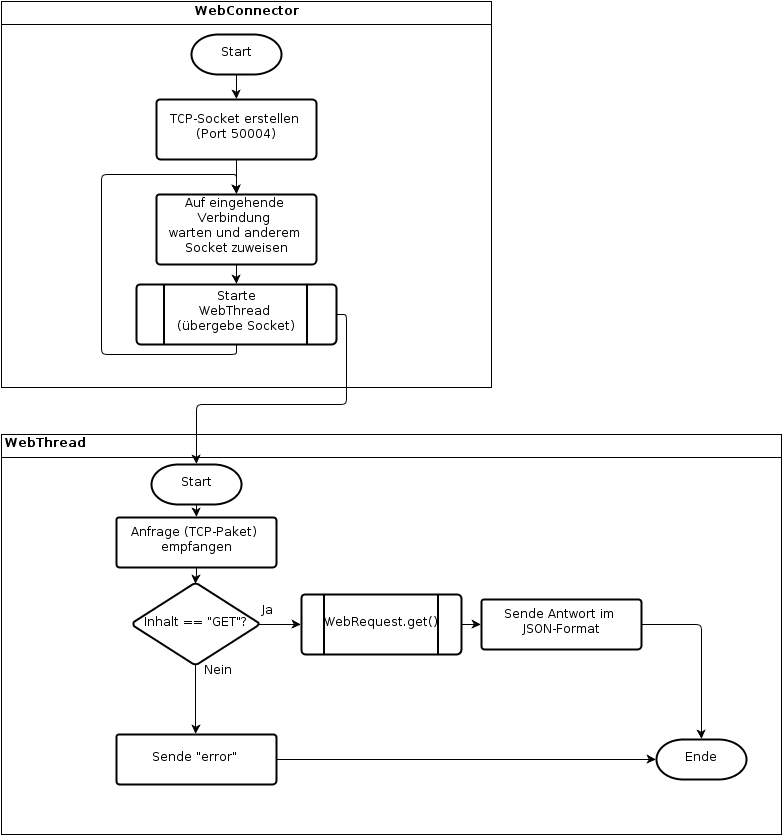 WebConnector
Start
TCP-Socket erstellen
(Port 50004)
Auf eingehende
Verbindung
warten und anderem
Socket zuweisen
Starte
WebThread
(übergebe Socket)
WebThread
Start
Anfrage (TCP-Paket)
empfangen
Inhalt == "GET"?
Ja
WebRequest.get()
Sende Antwort im
JSON-Format
Nein
Sende "error"
Ende